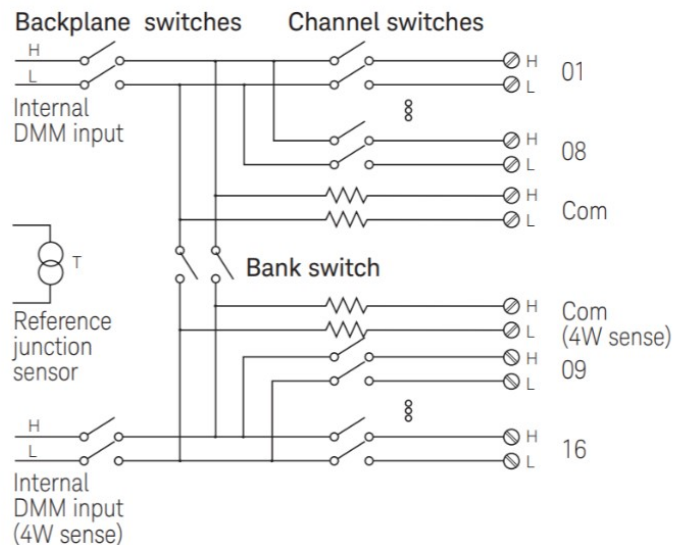 Backplane switches
Channel switches
H
L
Internal
DMM input
H
L
01
H
L
08
H
L
Com
T
Bank switch
Reference
junction
sensor
H
L
Com
(4W sense)
H
L
09
H
L
Internal
DMM input
(4W sense)
H
L
16